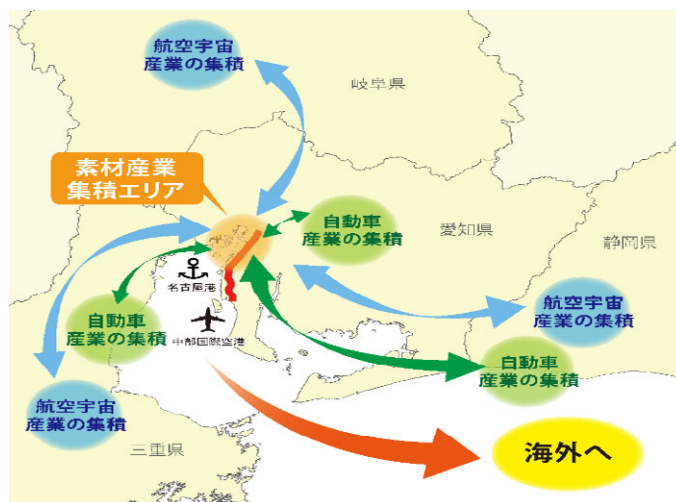 航空宇宙
産業の集積
岐阜県
素材産業
集積エリア
自動車
産業の集積
愛知県
静岡県
名古屋港
航空宇宙
産業の集積
自動車
産業の集積
中部国際空港
自動車
産業の集積
航空宇宙
産業の集積
三重県
海外へ